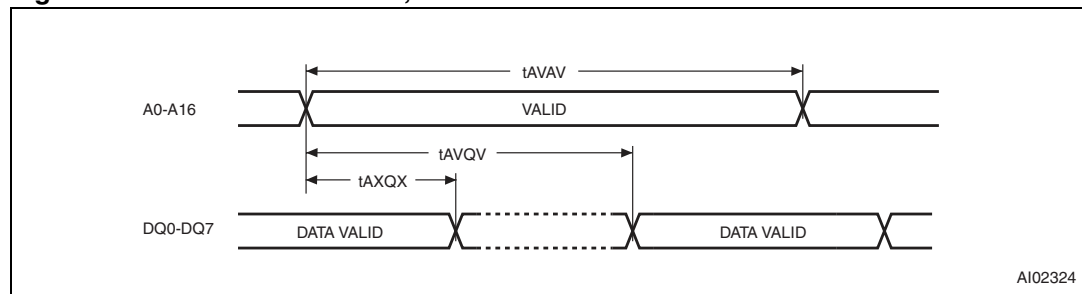 tAVAV
A0-A16
VALID
tAVQV
tAXQX
DQ0-DQ7
DATA VALID
DATA VALID
AI02324